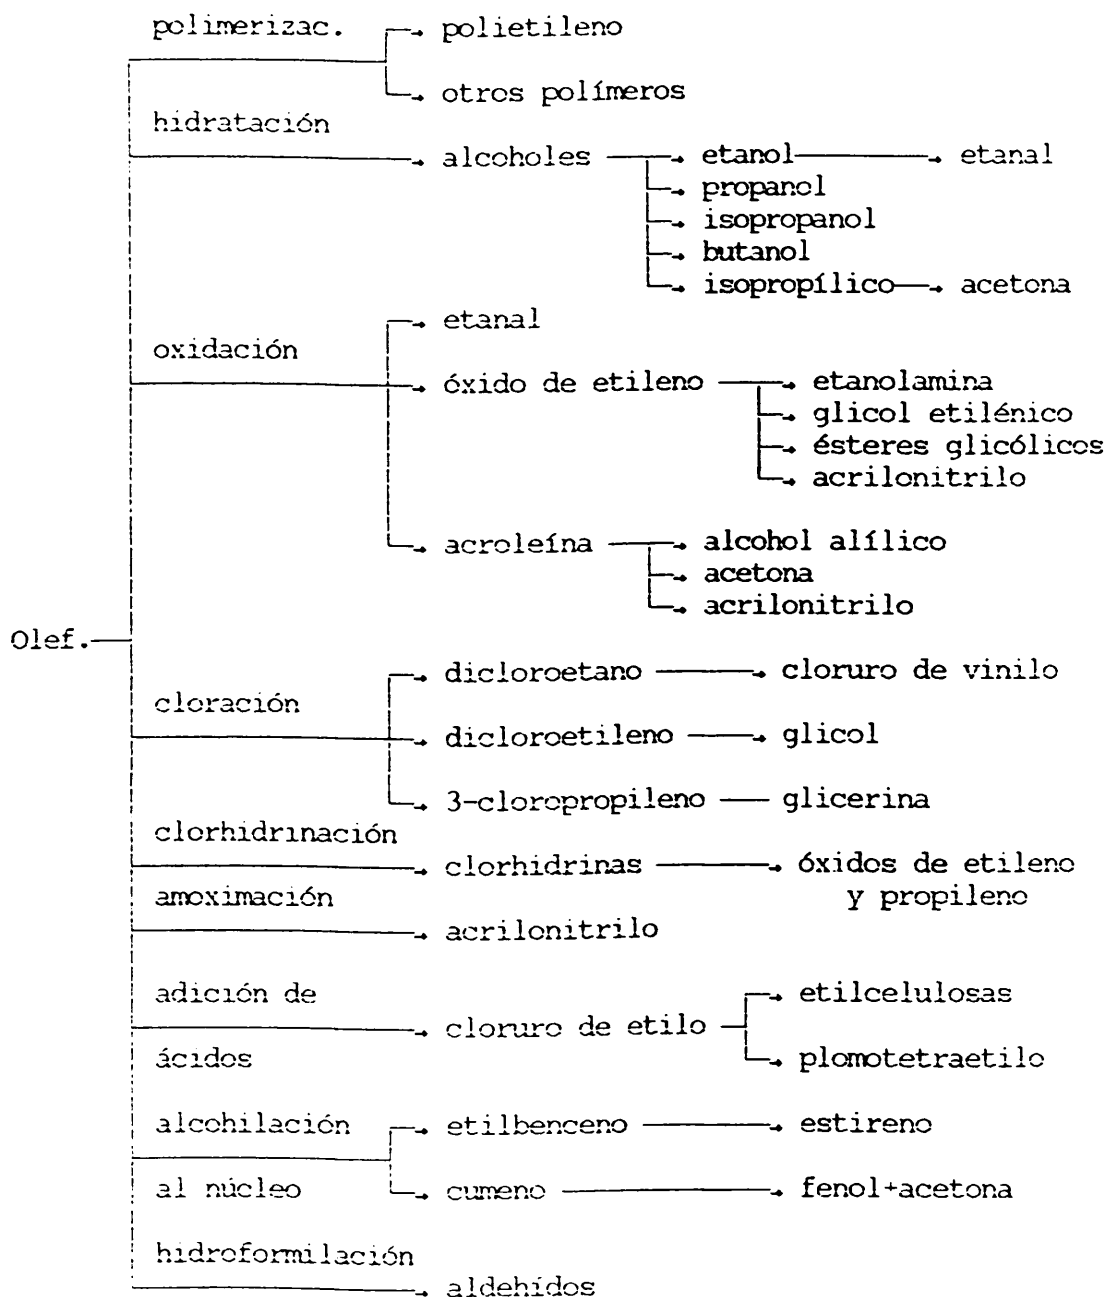 polimerizac.
polietileno
otros polímeros
hidratación
alcoholes etanol etanal
propanol
isopropanol
butanol
isopropílico acetona
etanal
oxidación
óxido de etileno etanolamina
glicol etilénico
ésteres glicólicos
acrilonitrilo
acroleína alcohol alílico
acetona
acrilonitrilo
Olef.
dicloroetano cloruro de vinilo
cloración
dicloroetileno glicol
3-cloropropileno glicerina
clorhidrinación
clorhidrinas óxidos de etileno
y propileno
amoximación
acrilonitrilo
adición de
etilcelulosas
cloruro de etilo
ácidos
plomotetraetilo
alcohilación
etilbenceno estireno
al núcleo
cumeno fenol+acetona
hidroformilación
aldehídos